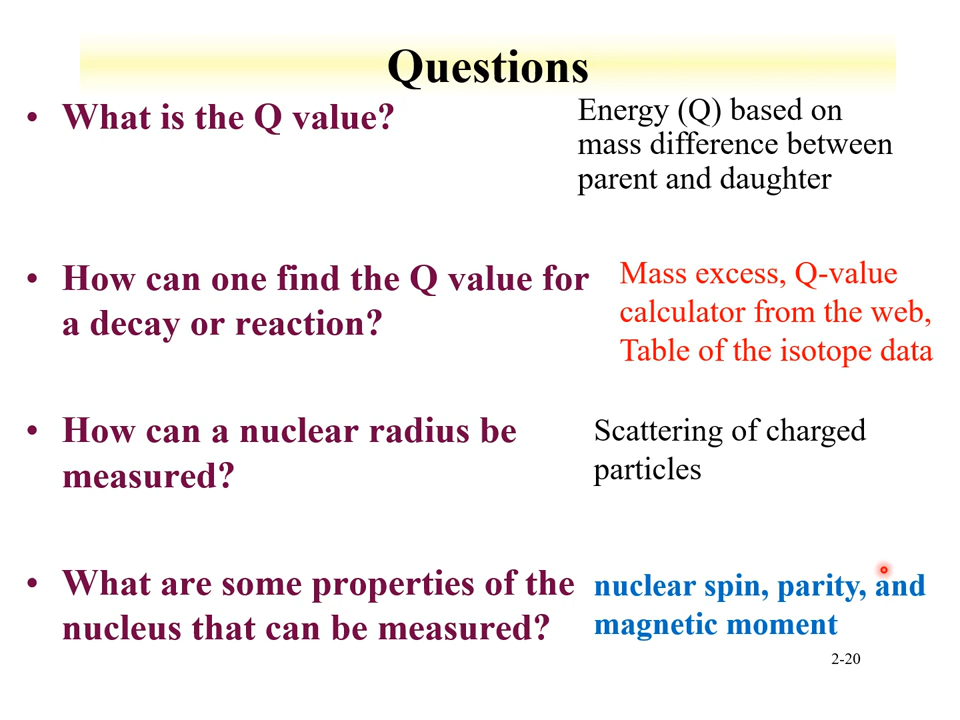 Questions
• What is the Q value?
Energy (Q) based on
mass difference between
parent and daughter
• How can one find the Q value for
a decay or reaction?
Mass excess, Q-value
calculator from the web,
Table of the isotope data
• How can a nuclear radius be
measured?
Scattering of charged
particles
• What are some properties of the
nucleus that can be measured?
nuclear spin, parity, and
magnetic moment
2-20